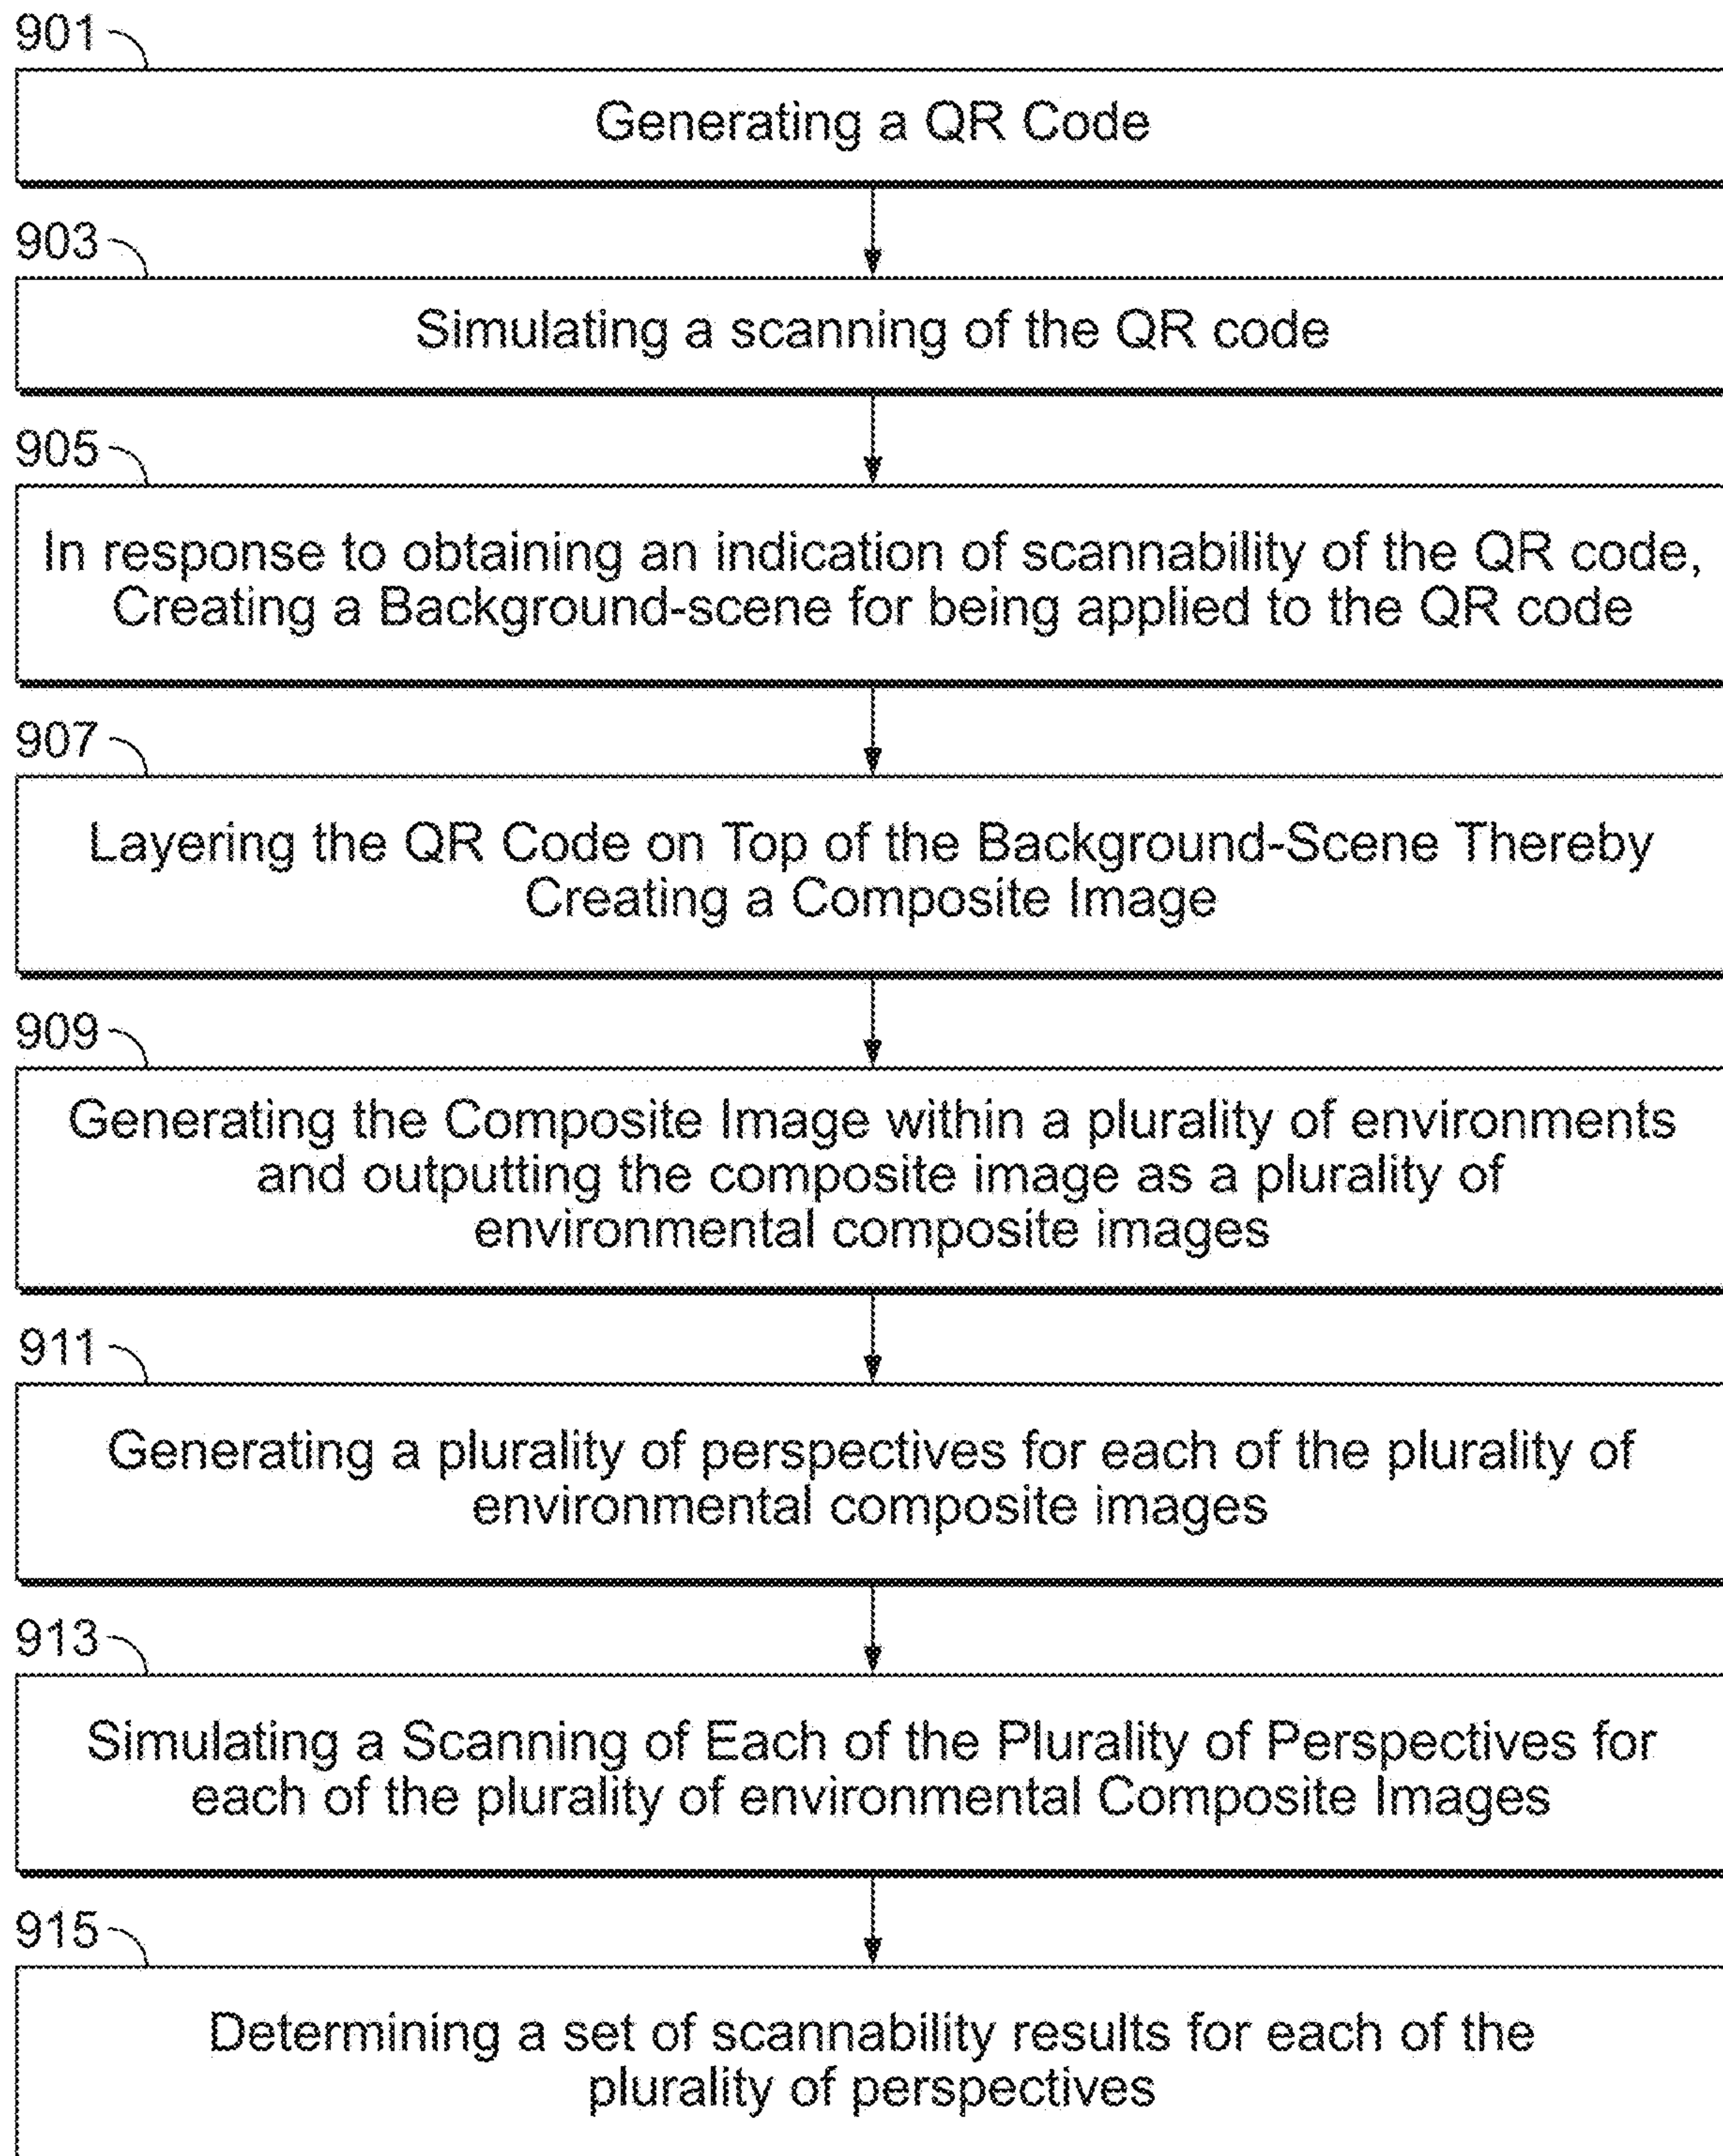 901
Generating a QR Code
903
Simulating a scanning of the QR code
905
In response to obtaining an indication of scannability of the QR code,
Creating a Background-scene for being applied to the QR code
907
Layering the QR Code on Top of the Background-Scene Thereby
Creating a Composite Image
909
Generating the Composite Image within a plurality of environments
and outputting the composite image as a plurality of
environmental composite images
911
Generating a plurality of perspectives for each of the plurality of
environmental composite images
913
Simulating a Scanning of Each of the Plurality of Perspectives for
each of the plurality of environmental Composite Images
915
Determining a set of scannability results for each of the
plurality of perspectives